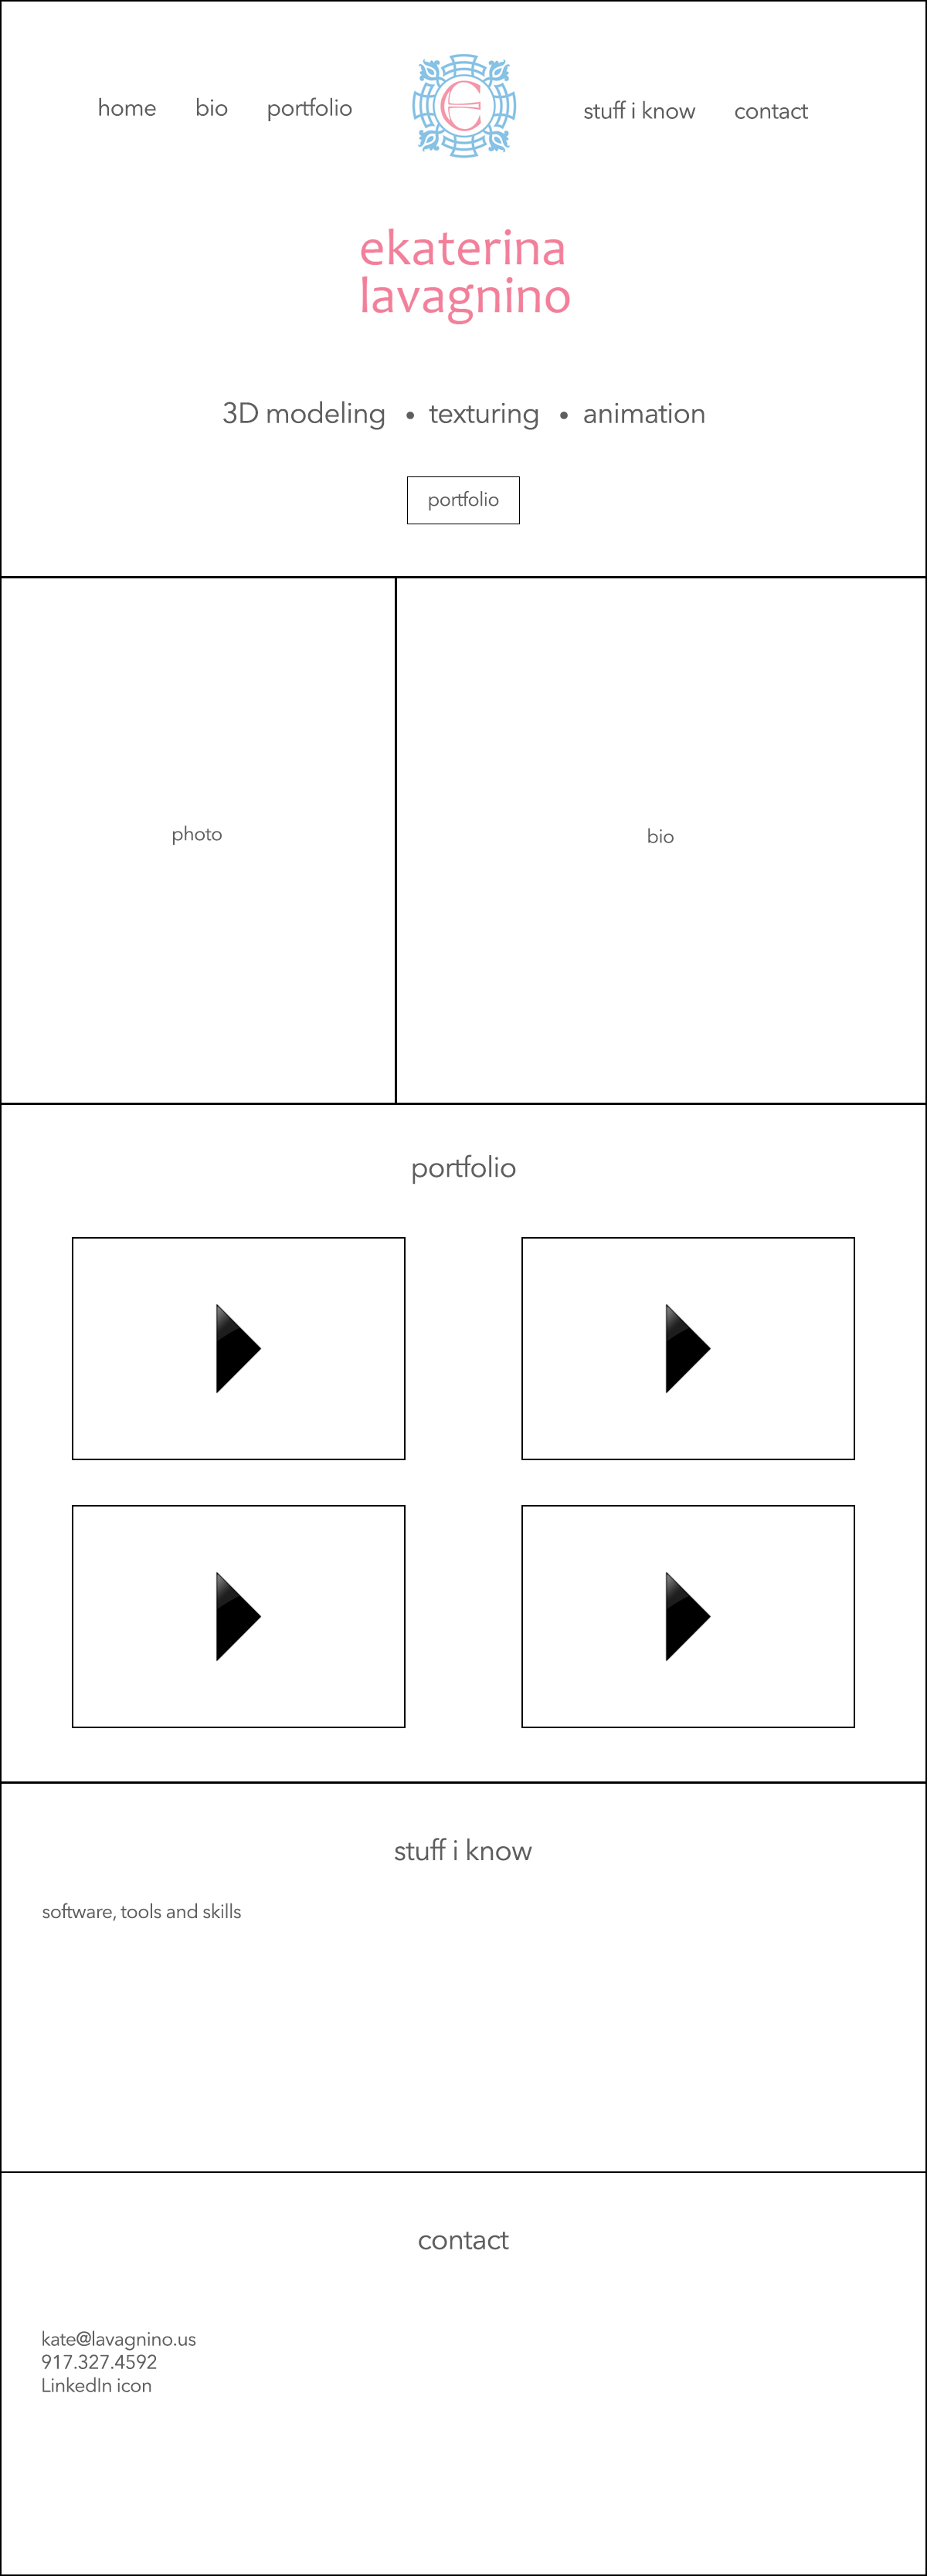 home bio portfolio
e
stuff i know contact
ekaterina
lavagnino
3D modeling • texturing • animation
portfolio
photo
bio
portfolio
stuff i know
software, tools and skills
contact
kate@lavagnino.us
917.327.4592
LinkedIn icon